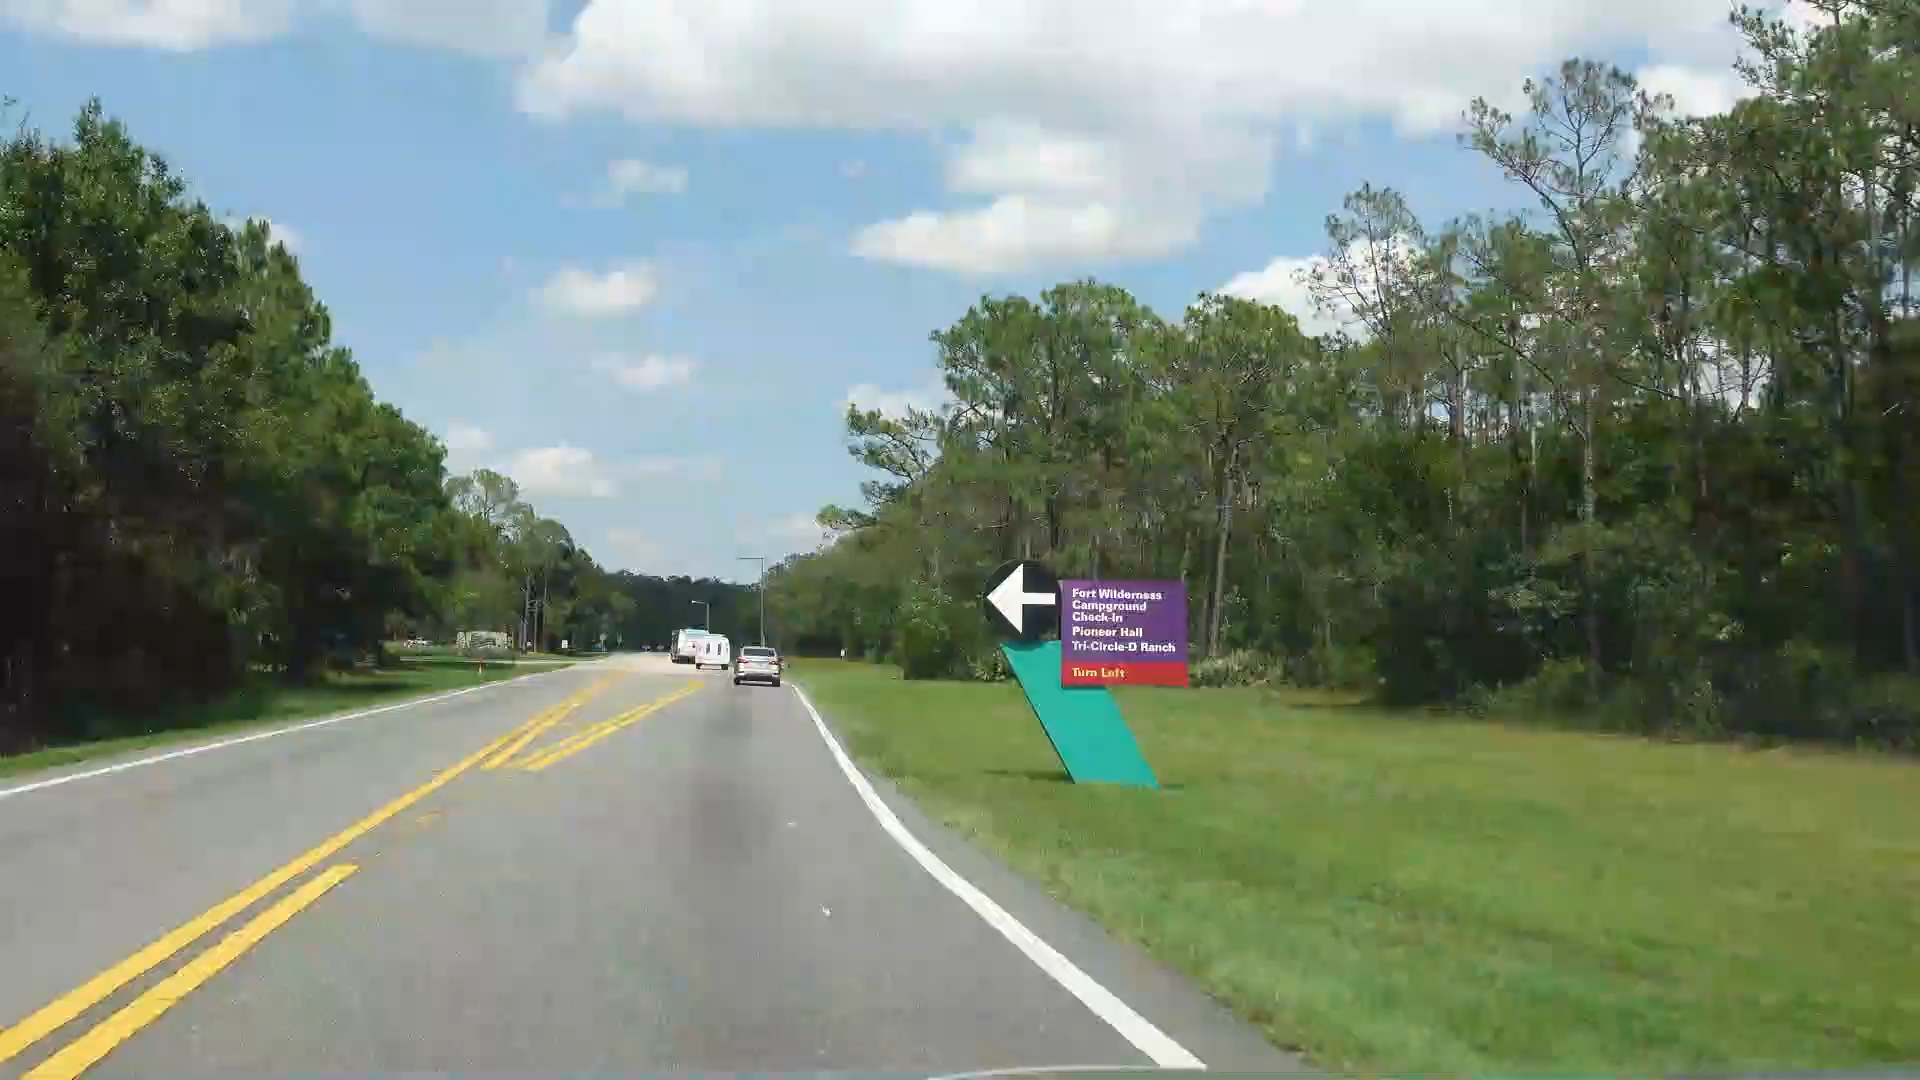 Fort Wilderness
Campground
Check-In
Pioneer Hall
Tri-Circle-D Ranch
Turn Left